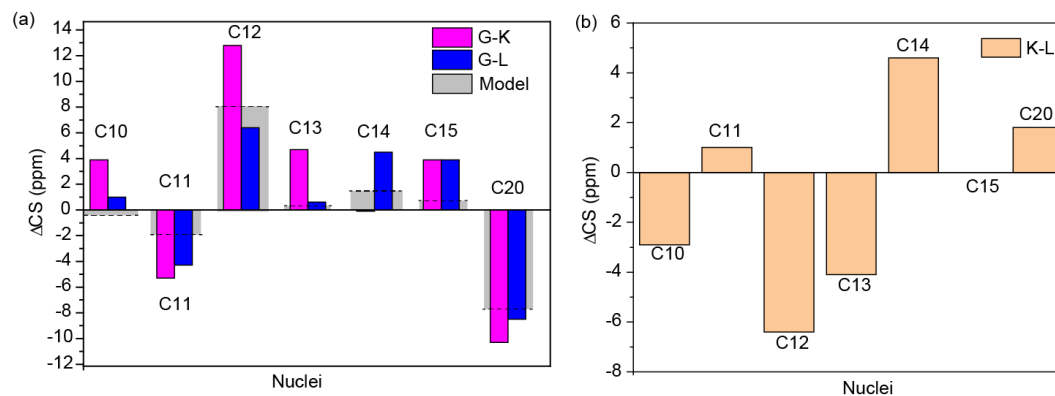 (a)
14
12
10
8
6
4
2
0
-2
-4
-6
-8
-10
-12
ΔCS (ppm)
C10
C11
C11
C12
C13
C14
C15
C20
G-K
G-L
Model
Nuclei
(b)
6
4
2
0
-2
-4
-6
-8
ΔCS (ppm)
C10
C11
C12
C13
C14
C15
C20
K-L
Nuclei